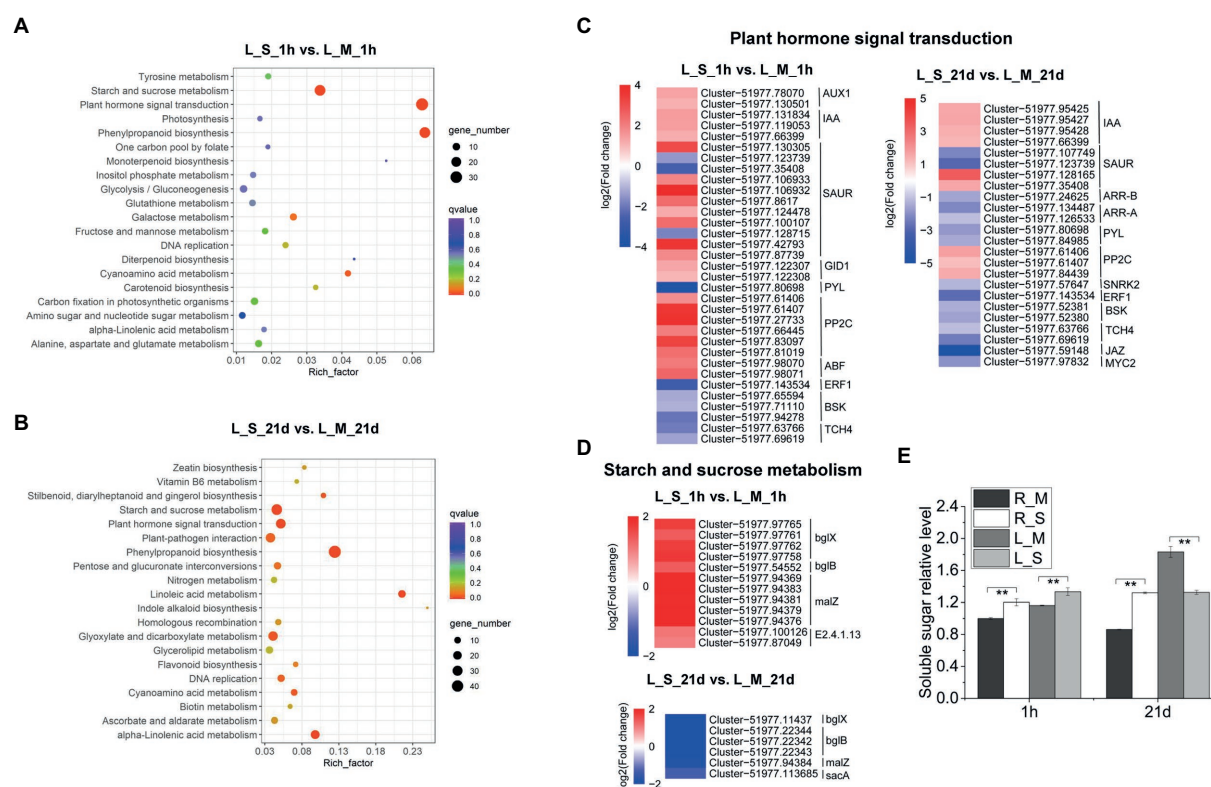 A
L_S_1h vs. L_M_1h
Tyrosine metabolism
Starch and sucrose metabolism
Plant hormone signal transduction
Photosynthesis
Phenylpropanoid biosynthesis
One carbon pool by folate
Monoterpenoid biosynthesis
Inositol phosphate metabolism
Glycolysis / Gluconeogenesis
Glutathione metabolism
Galactose metabolism
Fructose and mannose metabolism
DNA replication
Diterpenoid biosynthesis
Cyanoamino acid metabolism
Carotenoid biosynthesis
Carbon fixation in photosynthetic organisms
Amino sugar and nucleotide sugar metabolism
alpha-Linolenic acid metabolism
Alanine, aspartate and glutamate metabolism
0.01 0.02 0.03 0.04 0.05 0.06
Rich_factor
gene_number
10
20
30
qvalue
1.0
0.8
0.6
0.4
0.2
0.0
B
L_S_21d vs. L_M_21d
Zeatin biosynthesis
Vitamin B6 metabolism
Stilbenoid, diarylheptanoid and gingerol biosynthesis
Starch and sucrose metabolism
Plant hormone signal transduction
Plant-pathogen interaction
Phenylpropanoid biosynthesis
Pentose and glucuronate interconversions
Nitrogen metabolism
Linoleic acid metabolism
Indole alkaloid biosynthesis
Homologous recombination
Glyoxylate and dicarboxylate metabolism
Glycerolipid metabolism
Flavonoid biosynthesis
DNA replication
Cyanoamino acid metabolism
Biotin metabolism
Ascorbate and aldarate metabolism
alpha-Linolenic acid metabolism
0.03 0.08 0.13 0.18 0.23
Rich_factor
qvalue
1.0
0.8
0.6
0.4
0.2
0.0
gene_number
10
20
30
40
C
Plant hormone signal transduction
L_S_1h vs. L_M_1h
log2(Fold change)
4
2
0
−2
−4
Cluster−51977.78070
Cluster−51977.130501
AUX1
Cluster−51977.131834
Cluster−51977.119053
Cluster−51977.66399
IAA
Cluster−51977.130305
Cluster−51977.123739
Cluster−51977.35408
Cluster−51977.106933
Cluster−51977.106932
Cluster−51977.8617
Cluster−51977.124478
Cluster−51977.100107
Cluster−51977.128715
Cluster−51977.42793
Cluster−51977.87739
SAUR
Cluster−51977.122307
Cluster−51977.122308
GID1
Cluster−51977.80698
PYL
Cluster−51977.61406
Cluster−51977.61407
Cluster−51977.27733
Cluster−51977.66445
Cluster−51977.83097
Cluster−51977.81019
PP2C
Cluster−51977.98070
Cluster−51977.98071
ABF
Cluster−51977.143534
ERF1
Cluster−51977.65594
Cluster−51977.71110
Cluster−51977.94278
BSK
Cluster−51977.63766
Cluster−51977.69619
TCH4
L_S_21d vs. L_M_21d
log2(Fold change)
5
0
−5
Cluster−51977.95425
Cluster−51977.95427
Cluster−51977.95428
Cluster−51977.66399
IAA
Cluster−51977.107749
Cluster−51977.123739
Cluster−51977.128165
Cluster−51977.35408
SAUR
Cluster−51977.24625
ARR−B
Cluster−51977.134487
Cluster−51977.126533
ARR−A
Cluster−51977.80698
Cluster−51977.84985
PYL
Cluster−51977.61406
Cluster−51977.61407
Cluster−51977.84439
PP2C
Cluster−51977.57647
SNRK2
Cluster−51977.143534
ERF1
Cluster−51977.52381
Cluster−51977.52380
BSK
Cluster−51977.63766
Cluster−51977.69619
TCH4
Cluster−51977.59148
JAZ
Cluster−51977.97832
MYC2
D
Starch and sucrose metabolism
L_S_1h vs. L_M_1h
log2(Fold change)
2
0
−2
Cluster−51977.97765
Cluster−51977.97761
Cluster−51977.97762
Cluster−51977.97758
bglX
Cluster−51977.54552
bglB
Cluster−51977.94369
Cluster−51977.94383
Cluster−51977.94381
Cluster−51977.94379
Cluster−51977.94376
malZ
Cluster−51977.100126
Cluster−51977.87049
E2.4.1.13
L_S_21d vs. L_M_21d
log2(Fold change)
2
0
−2
Cluster−51977.11437
bglX
Cluster−51977.22344
Cluster−51977.22342
Cluster−51977.22343
bglB
Cluster−51977.94384
malZ
Cluster−51977.113685
sacA
E
Soluble sugar relative level
2.4
2.0
1.6
1.2
0.8
0.4
0.0
R_M
R_S
L_M
L_S
** ** ** **
1h 21d